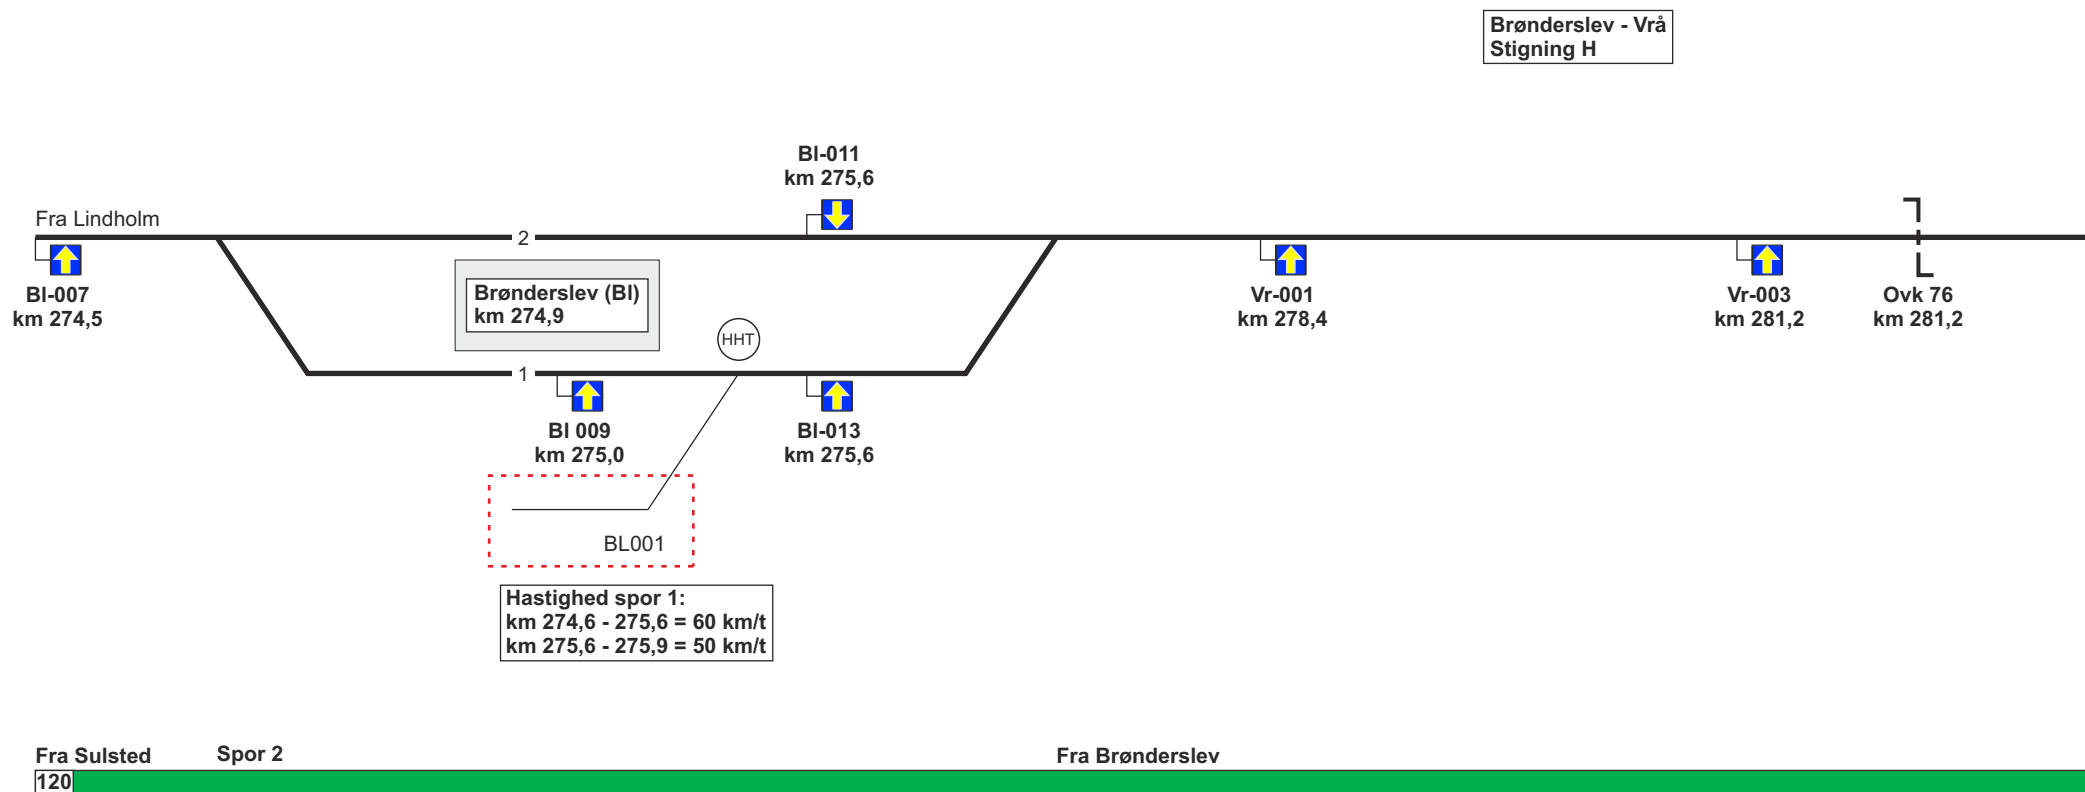 Brønderslev - Vrå
Stigning H
Bl-011
km 275,6
Fra Lindholm
2
Bl-007
km 274,5
Brønderslev (Bl)
km 274,9
Vr-001
km 278,4
Vr-003
km 281,2
Ovk 76
km 281,2
HHT
1
Bl 009
km 275,0
Bl-013
km 275,6
BL001
Hastighed spor 1:
km 274,6 - 275,6 = 60 km/t
km 275,6 - 275,9 = 50 km/t
Fra Sulsted
Spor 2
Fra Brønderslev
120